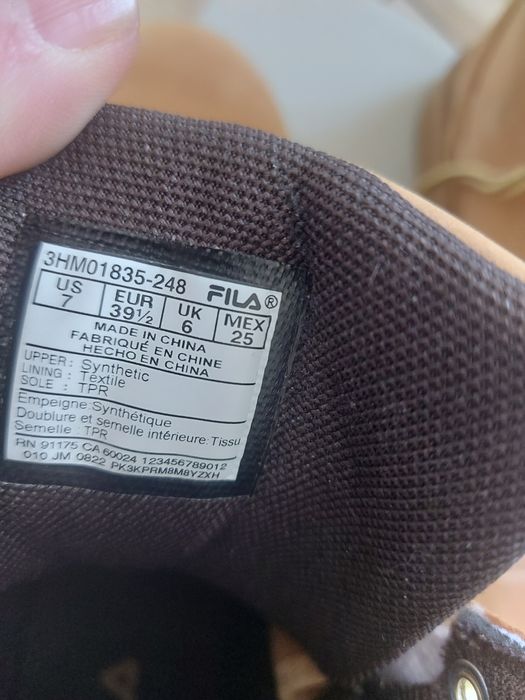 3HM01835-248 FILA®
US 7 EUR 39½ UK 6 MEX 25
MADE IN CHINA
FABRIQUÉ EN CHINE
HECHO EN CHINA
UPPER: Synthetic
LINING: Textile
SOLE : TPR
Empeigne: Synthétique
Doublure et semelle intérieure: Tissu
Semelle: TPR
RN 91175 CA 60024 123456789012
010 JM 0822 PK3KPRM8M8YZXH